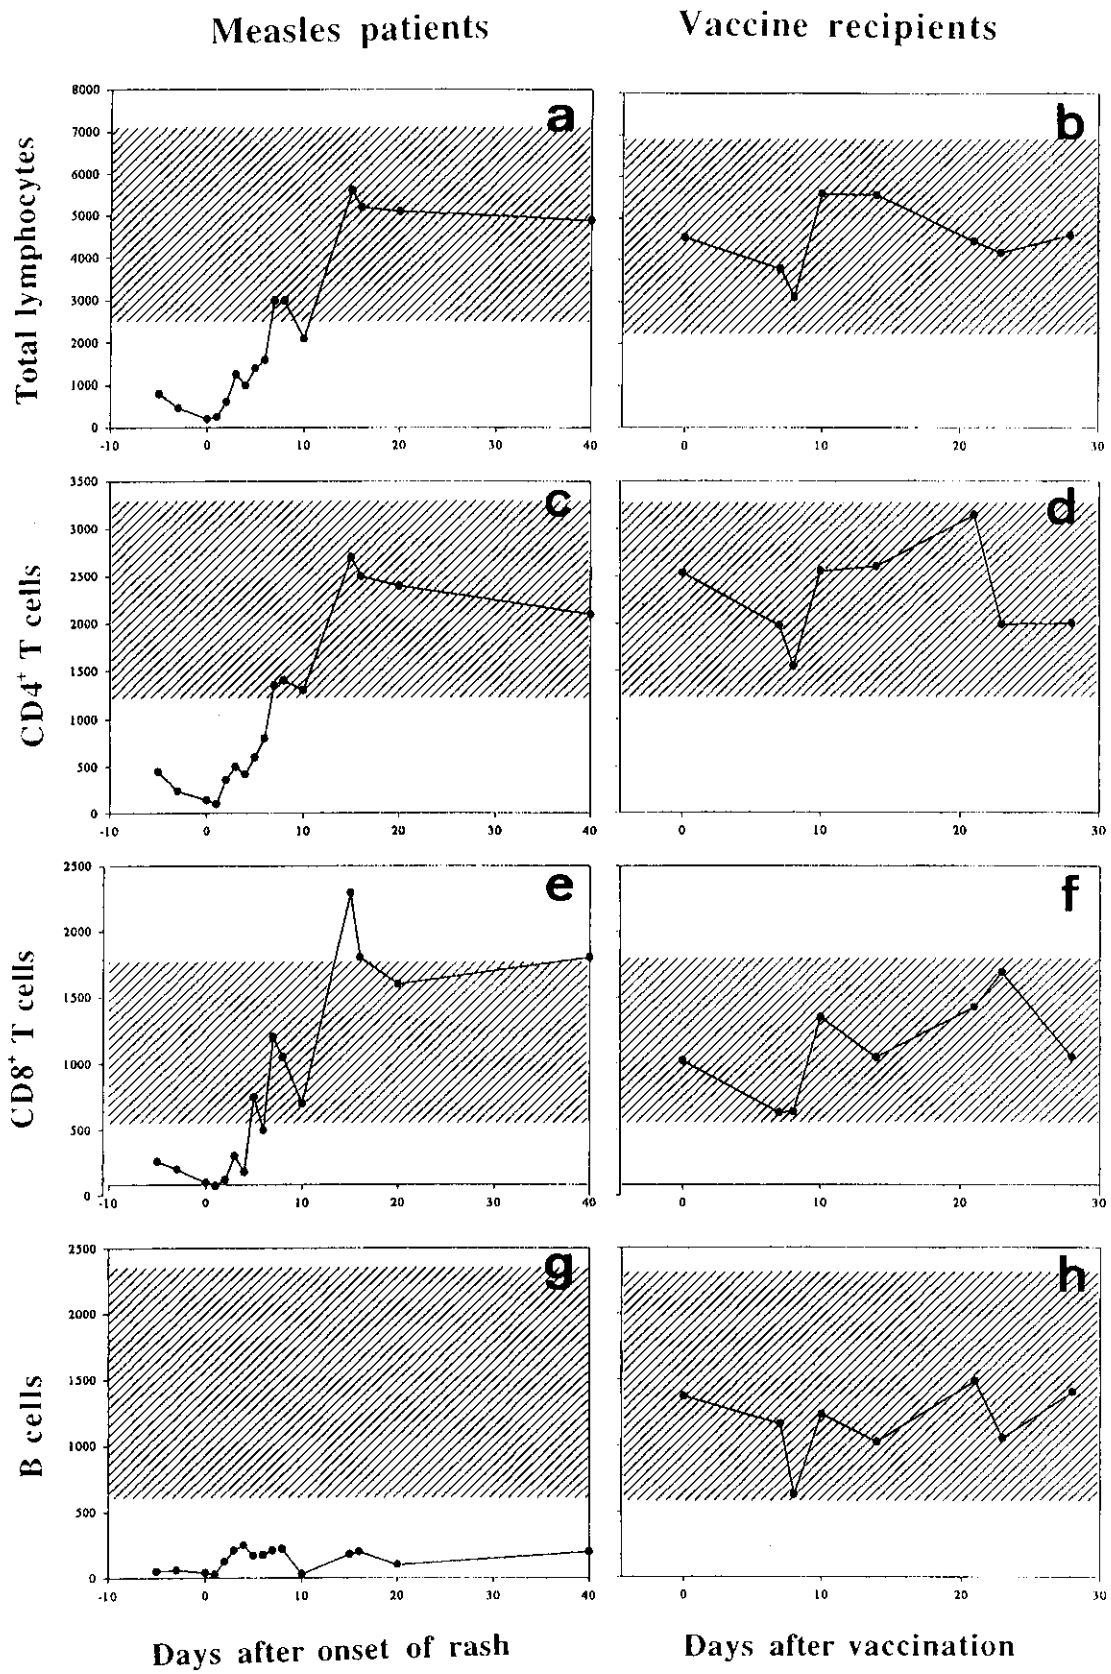 Measles patients
Vaccine recipients
Total lymphocytes
8000
7000
6000
5000
4000
3000
2000
1000
0
-10 0 10 20 30 40
a
0 10 20 30
b
CD4+ T cells
3500
3000
2500
2000
1500
1000
500
0
-10 0 10 20 30 40
c
0 10 20 30
d
CD8+ T cells
2500
2000
1500
1000
500
0
-10 0 10 20 30 40
e
0 10 20 30
f
B cells
2500
2000
1500
1000
500
0
-10 0 10 20 30 40
g
0 10 20 30
h
Days after onset of rash
Days after vaccination